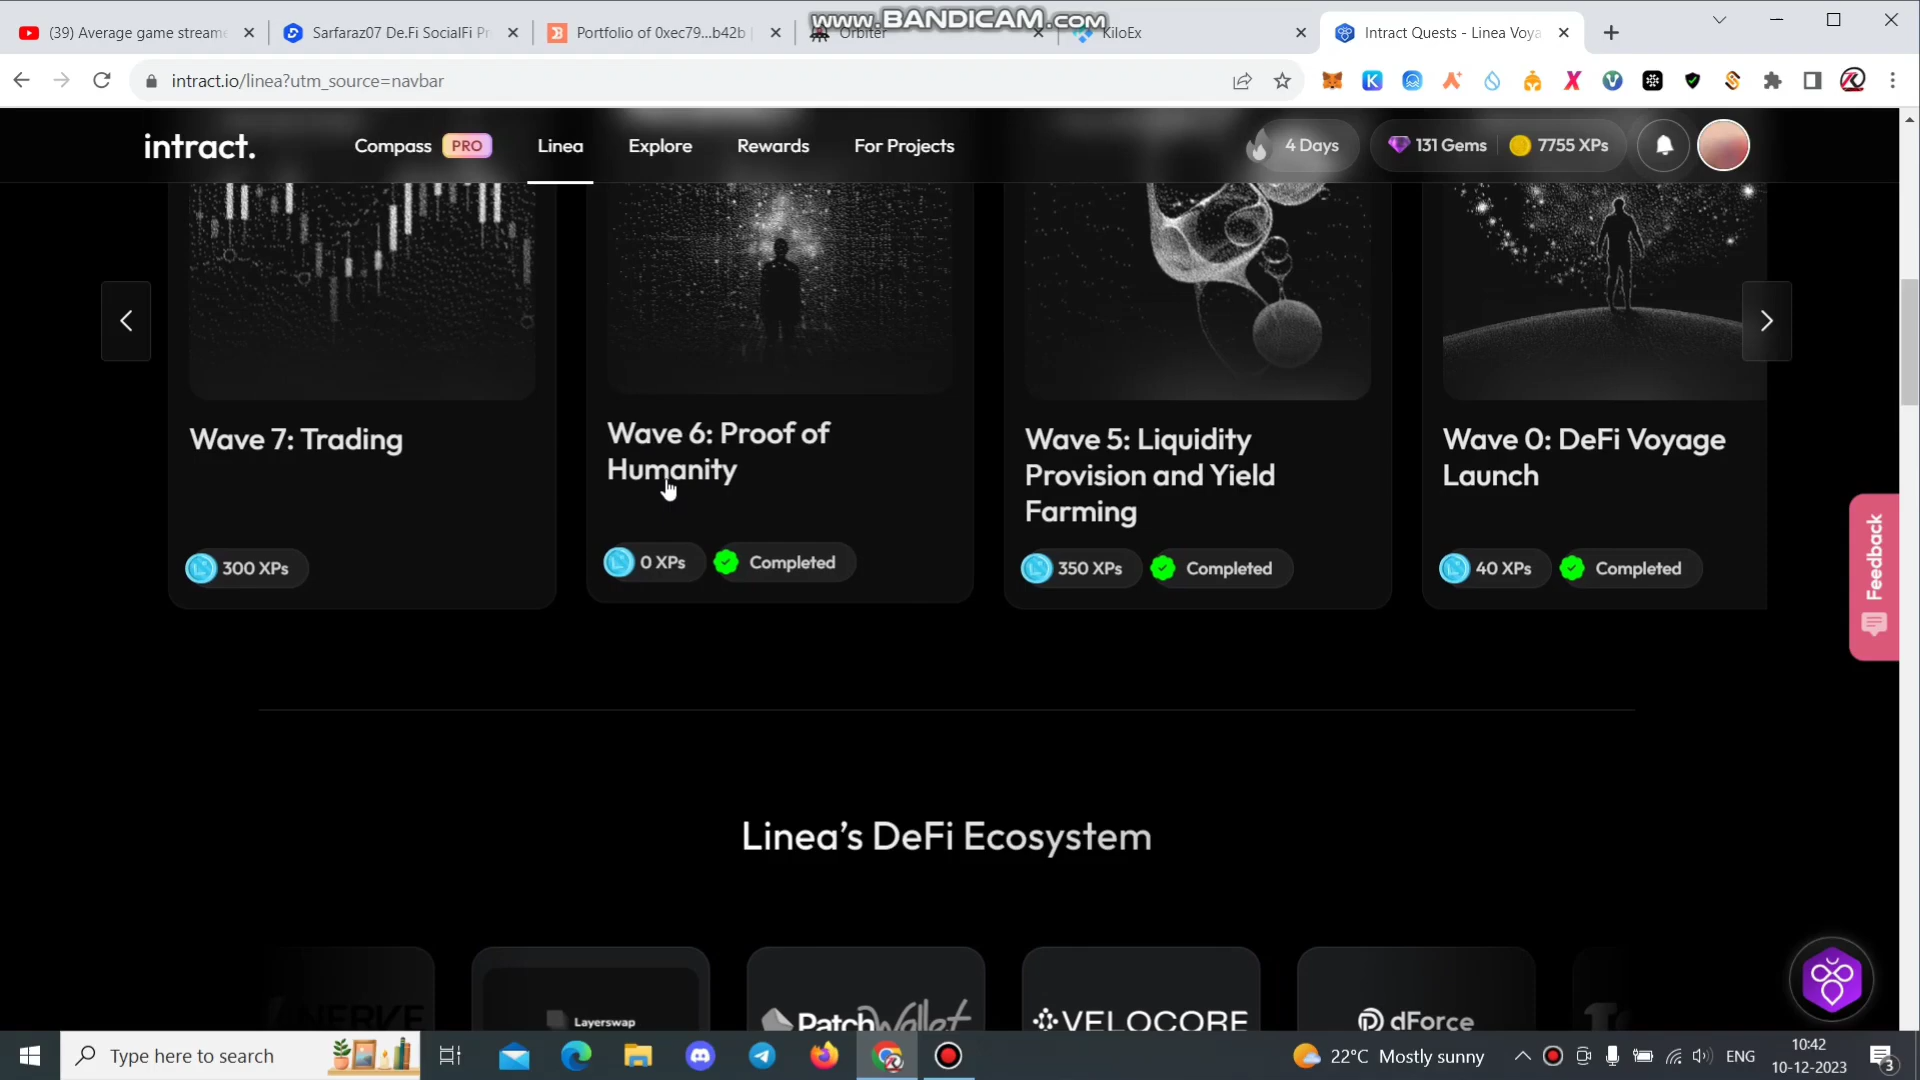 www.BANDICAM.com
(39) Average game streame
Sarfaraz07 De.Fi SocialFi Pr
Portfolio of 0xec79...b42b
Orbiter
KiloEx
Intract Quests - Linea Voya
intract.io/linea?utm_source=navbar
intract.
Compass PRO
Linea
Explore
Rewards
For Projects
4 Days
131 Gems
7755 XPs
Wave 7: Trading
300 XPs
Wave 6: Proof of
Humanity
0 XPs
Completed
Wave 5: Liquidity
Provision and Yield
Farming
350 XPs
Completed
Wave 0: DeFi Voyage
Launch
40 XPs
Completed
Feedback
Linea's DeFi Ecosystem
Layerswap
PatchWallet
VELOCORE
dForce
Type here to search
22°C Mostly sunny
ENG
10:42
10-12-2023
3